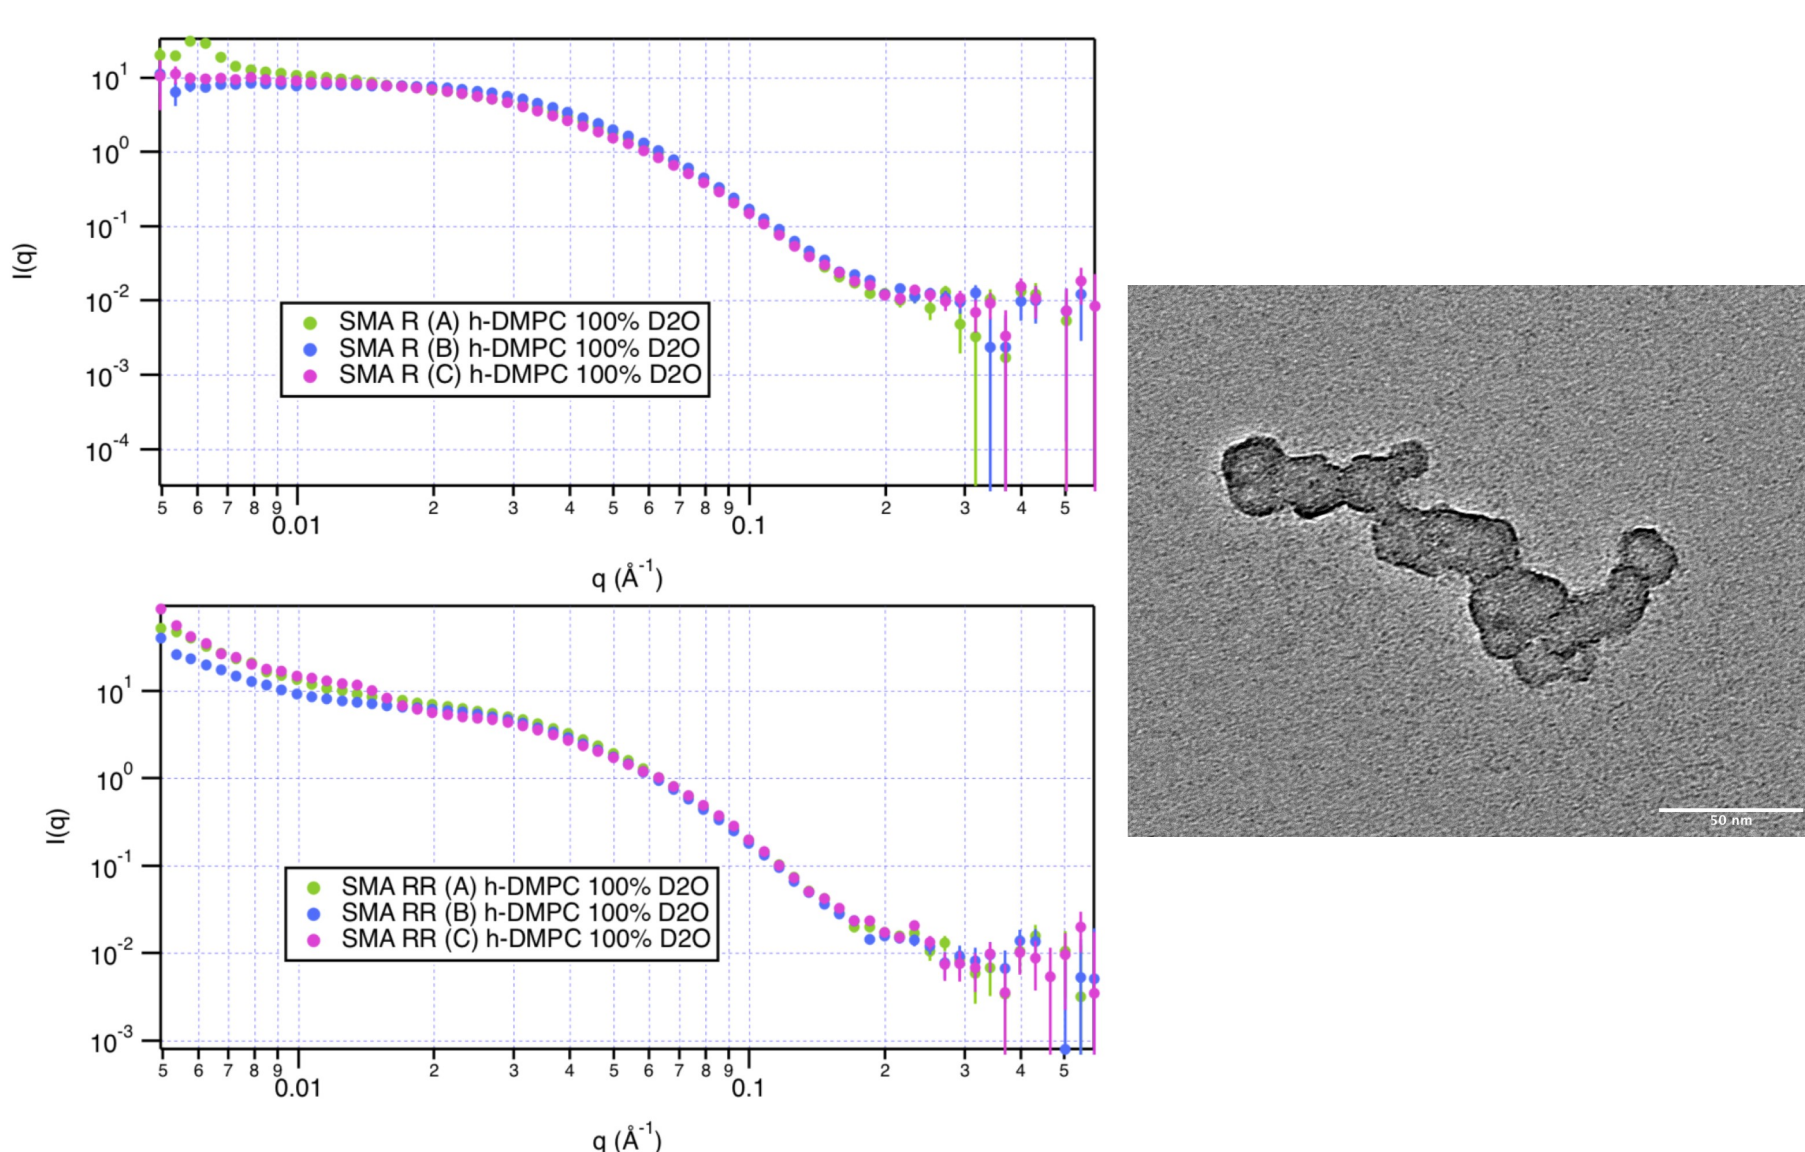 10^1
10^0
10^-1
10^-2
10^-3
10^-4
I(q)
SMA R (A) h-DMPC 100% D2O
SMA R (B) h-DMPC 100% D2O
SMA R (C) h-DMPC 100% D2O
5 6 7 8 9 0.01 2 3 4 5 6 7 8 9 0.1 2 3 4 5
q (Å^-1)
10^1
10^0
10^-1
10^-2
10^-3
I(q)
SMA RR (A) h-DMPC 100% D2O
SMA RR (B) h-DMPC 100% D2O
SMA RR (C) h-DMPC 100% D2O
5 6 7 8 9 0.01 2 3 4 5 6 7 8 9 0.1 2 3 4 5
q (Å^-1)
50 nm